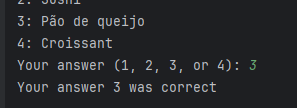 2: Sushi
3: Pão de queijo
4: Croissant
Your answer (1, 2, 3, or 4): 3
Your answer 3 was correct